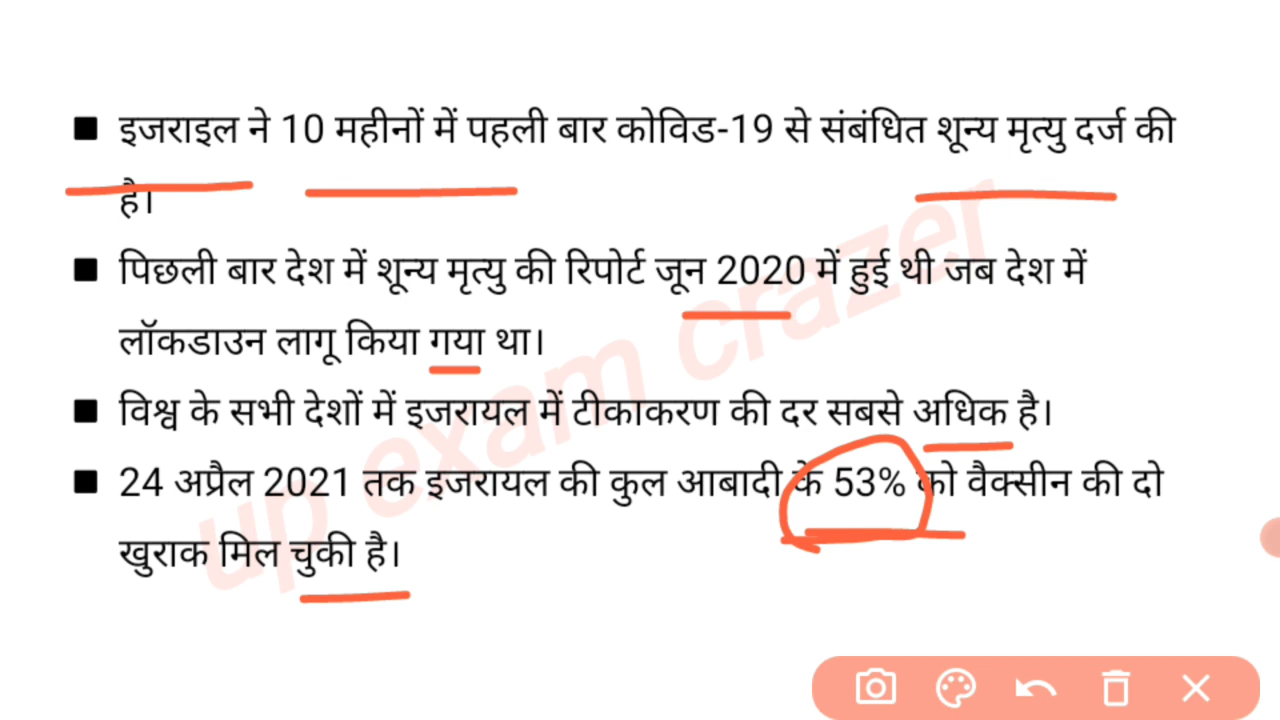 ■ इजराइल ने 10 महीनों में पहली बार कोविड-19 से संबंधित शून्य मृत्यु दर्ज की
है।
■ पिछली बार देश में शून्य मृत्यु की रिपोर्ट जून 2020 में हुई थी जब देश में
लॉकडाउन लागू किया गया था।
■ विश्व के सभी देशों में इजरायल में टीकाकरण की दर सबसे अधिक है।
■ 24 अप्रैल 2021 तक इजरायल की कुल आबादी के 53% को वैक्सीन की दो
खुराक मिल चुकी है।
up exam crazer